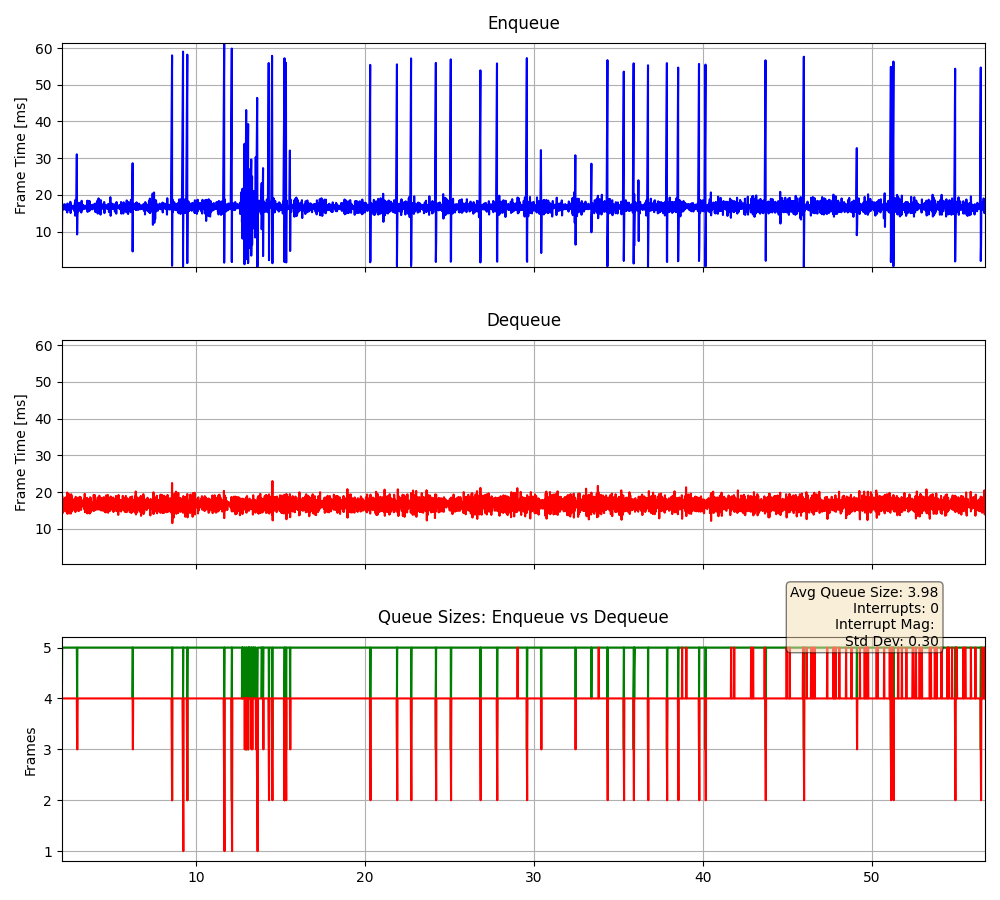 Enqueue
60
50
40
30
20
10
Frame Time [ms]
Dequeue
60
50
40
30
20
10
Frame Time [ms]
Avg Queue Size: 3.98
Interrupts: 0
Interrupt Mag:
Std Dev: 0.30
Queue Sizes: Enqueue vs Dequeue
5
4
3
2
1
Frames
10 20 30 40 50